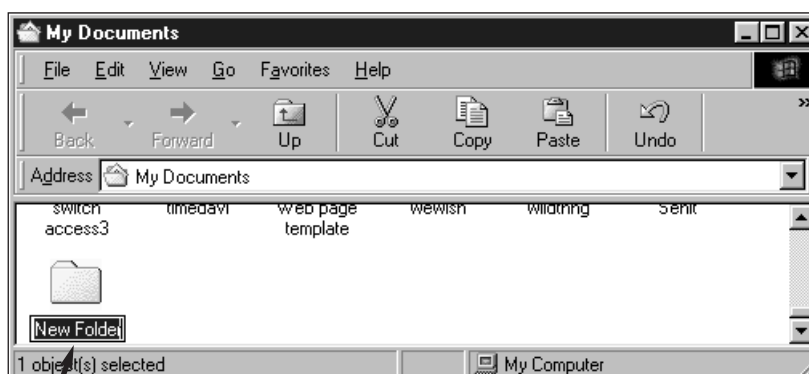 My Documents
File Edit View Go Favorites Help
Back Forward Up Cut Copy Paste Undo
Address My Documents
switch timedavi Web page wewish wildthng
access3 template
New Folder
1 object(s) selected My Computer